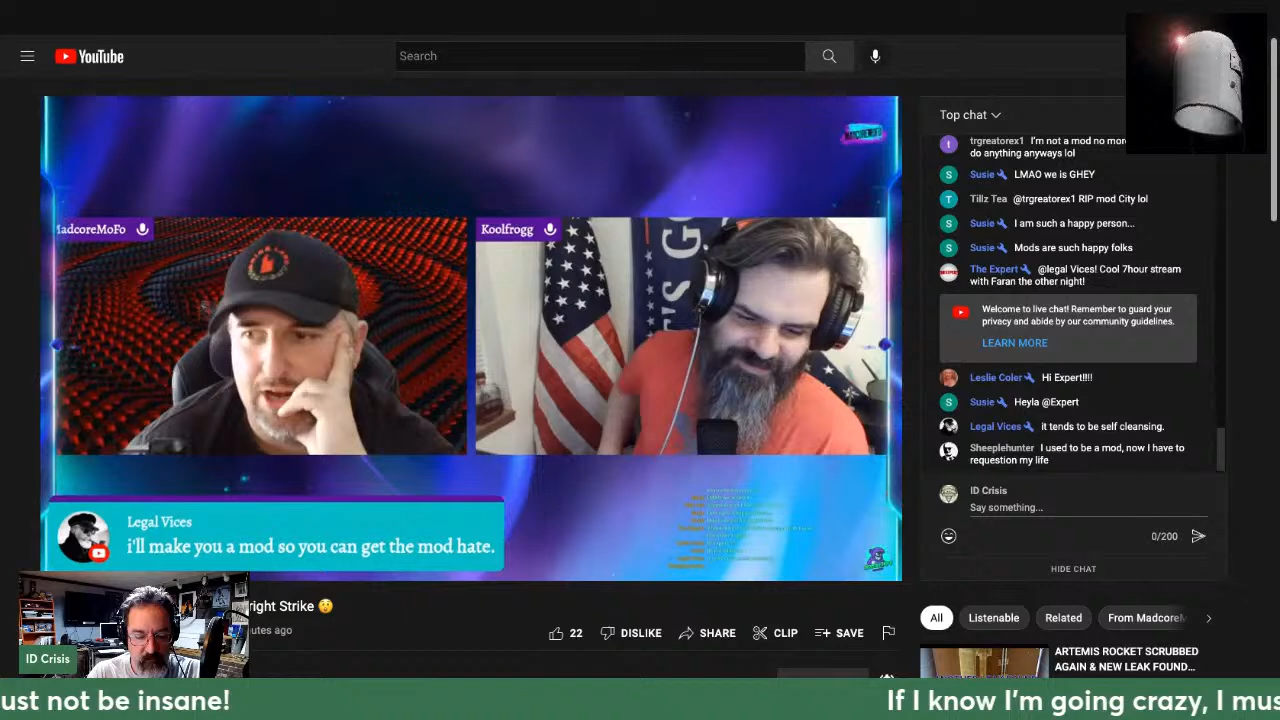 YouTube
Search
Top chat
trgreatorex1 I'm not a mod no more
do anything anyways lol
Susie LMAO we is GHEY
Tillz Tea @trgreatorex1 RIP mod City lol
Susie I am such a happy person...
Susie Mods are such happy folks
The Expert @legal Vices! Cool 7hour stream
with Faran the other night!
Welcome to live chat! Remember to guard your
privacy and abide by our community guidelines.
LEARN MORE
Leslie Coler Hi Expert!!!!
Susie Heyla @Expert
Legal Vices it tends to be self cleansing.
Sheeplehunter I used to be a mod, now I have to
requestion my life
ID Crisis
Say something...
0/200
HIDE CHAT
MadcoreMoFo
Koolfrogg
Legal Vices
i'll make you a mod so you can get the mod hate.
right Strike
utes ago
22
DISLIKE
SHARE
CLIP
SAVE
All
Listenable
Related
From Madcorel
ARTEMIS ROCKET SCRUBBED
AGAIN & NEW LEAK FOUND...
ID Crisis
ust not be insane!
If I know I'm going crazy, I mus